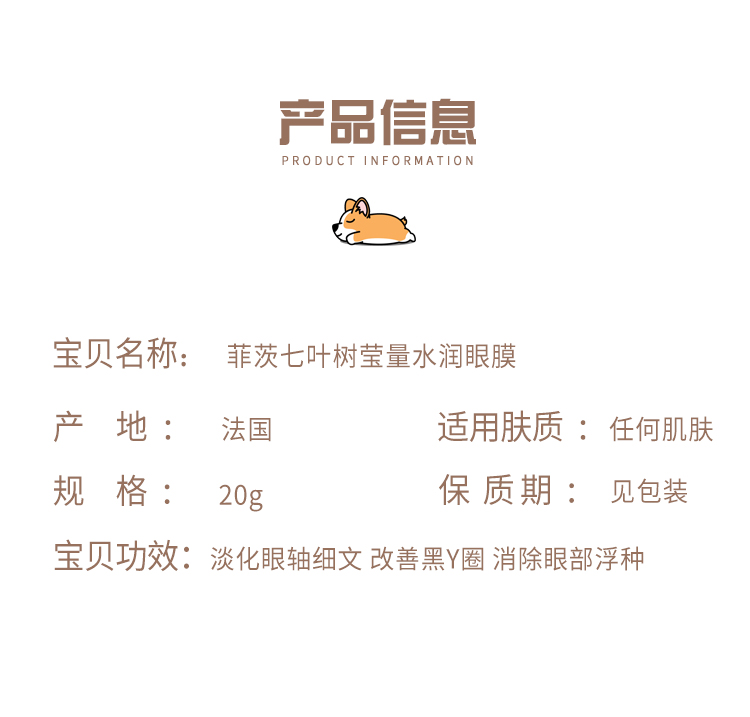 产品信息
PRODUCT INFORMATION
宝贝名称： 菲茨七叶树莹量水润眼膜
产 地： 法国 适用肤质： 任何肌肤
规 格： 20g 保质期： 见包装
宝贝功效：淡化眼轴细文 改善黑Y圈 消除眼部浮种